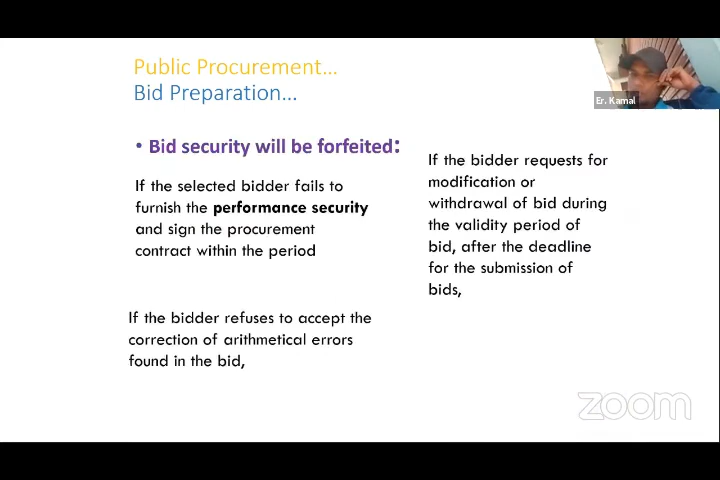 Public Procurement...
Bid Preparation...
• Bid security will be forfeited:
If the selected bidder fails to
furnish the performance security
and sign the procurement
contract within the period
If the bidder refuses to accept the
correction of arithmetical errors
found in the bid,
If the bidder requests for
modification or
withdrawal of bid during
the validity period of
bid, after the deadline
for the submission of
bids,
Er. Kamal
zoom